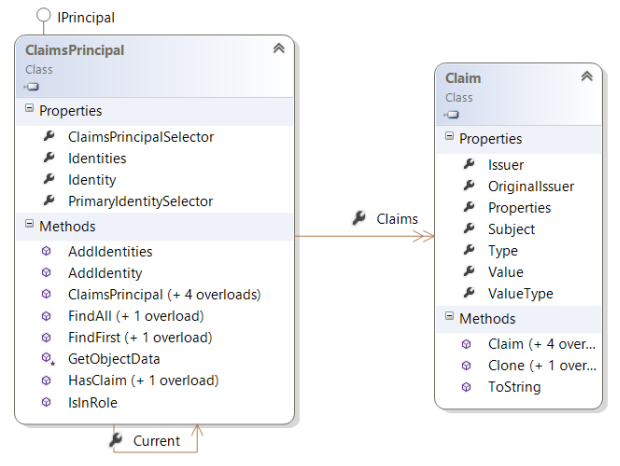 IPrincipal
ClaimsPrincipal
Class
Properties
ClaimsPrincipalSelector
Identities
Identity
PrimaryIdentitySelector
Methods
AddIdentities
AddIdentity
ClaimsPrincipal (+ 4 overloads)
FindAll (+ 1 overload)
FindFirst (+ 1 overload)
GetObjectData
HasClaim (+ 1 overload)
IsInRole
Current
Claims
Claim
Class
Properties
Issuer
OriginalIssuer
Properties
Subject
Type
Value
ValueType
Methods
Claim (+ 4 over...
Clone (+ 1 over...
ToString